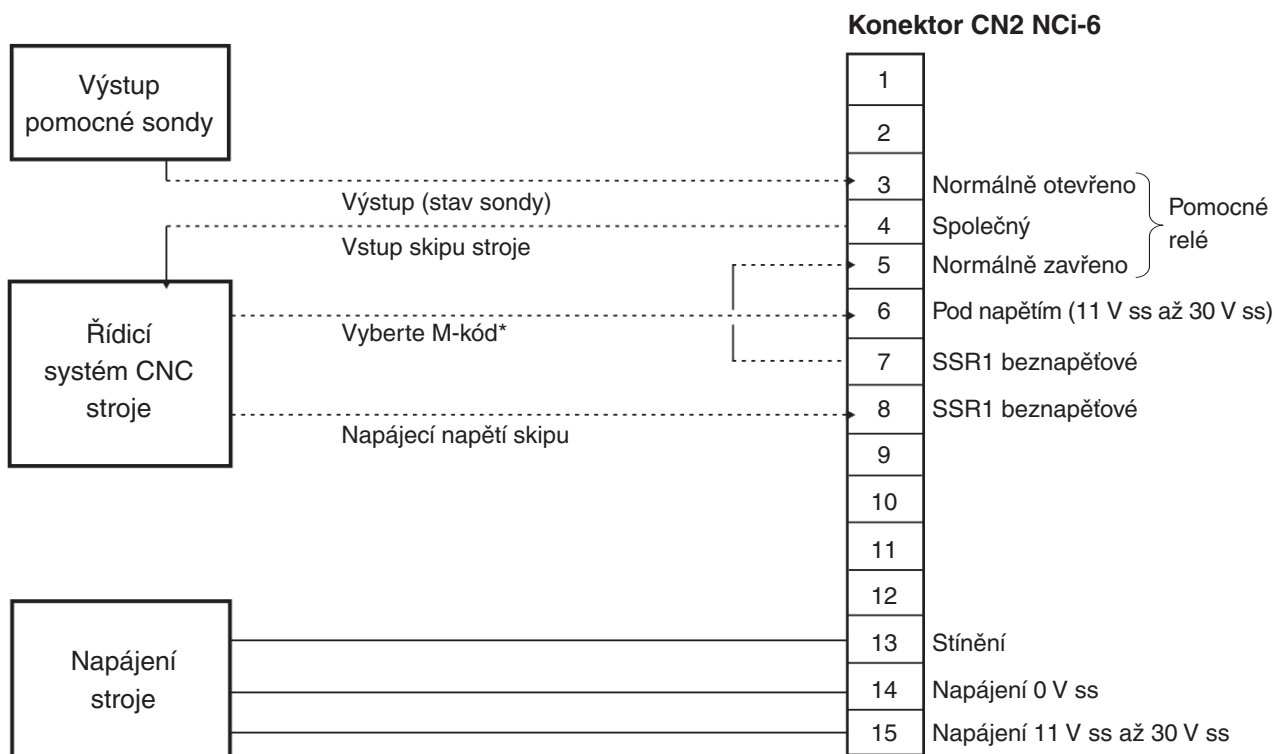 Konektor CN2 NCi-6
Výstup
pomocné sondy
1
2
3
Normálně otevřeno
Výstup (stav sondy)
4
Společný
Pomocné
relé
Vstup skipu stroje
5
Normálně zavřeno
Řídicí
systém CNC
stroje
6
Pod napětím (11 V ss až 30 V ss)
Vyberte M-kód*
7
SSR1 beznapěťové
8
SSR1 beznapěťové
Napájecí napětí skipu
9
10
11
12
Napájení
stroje
13
Stínění
14
Napájení 0 V ss
15
Napájení 11 V ss až 30 V ss